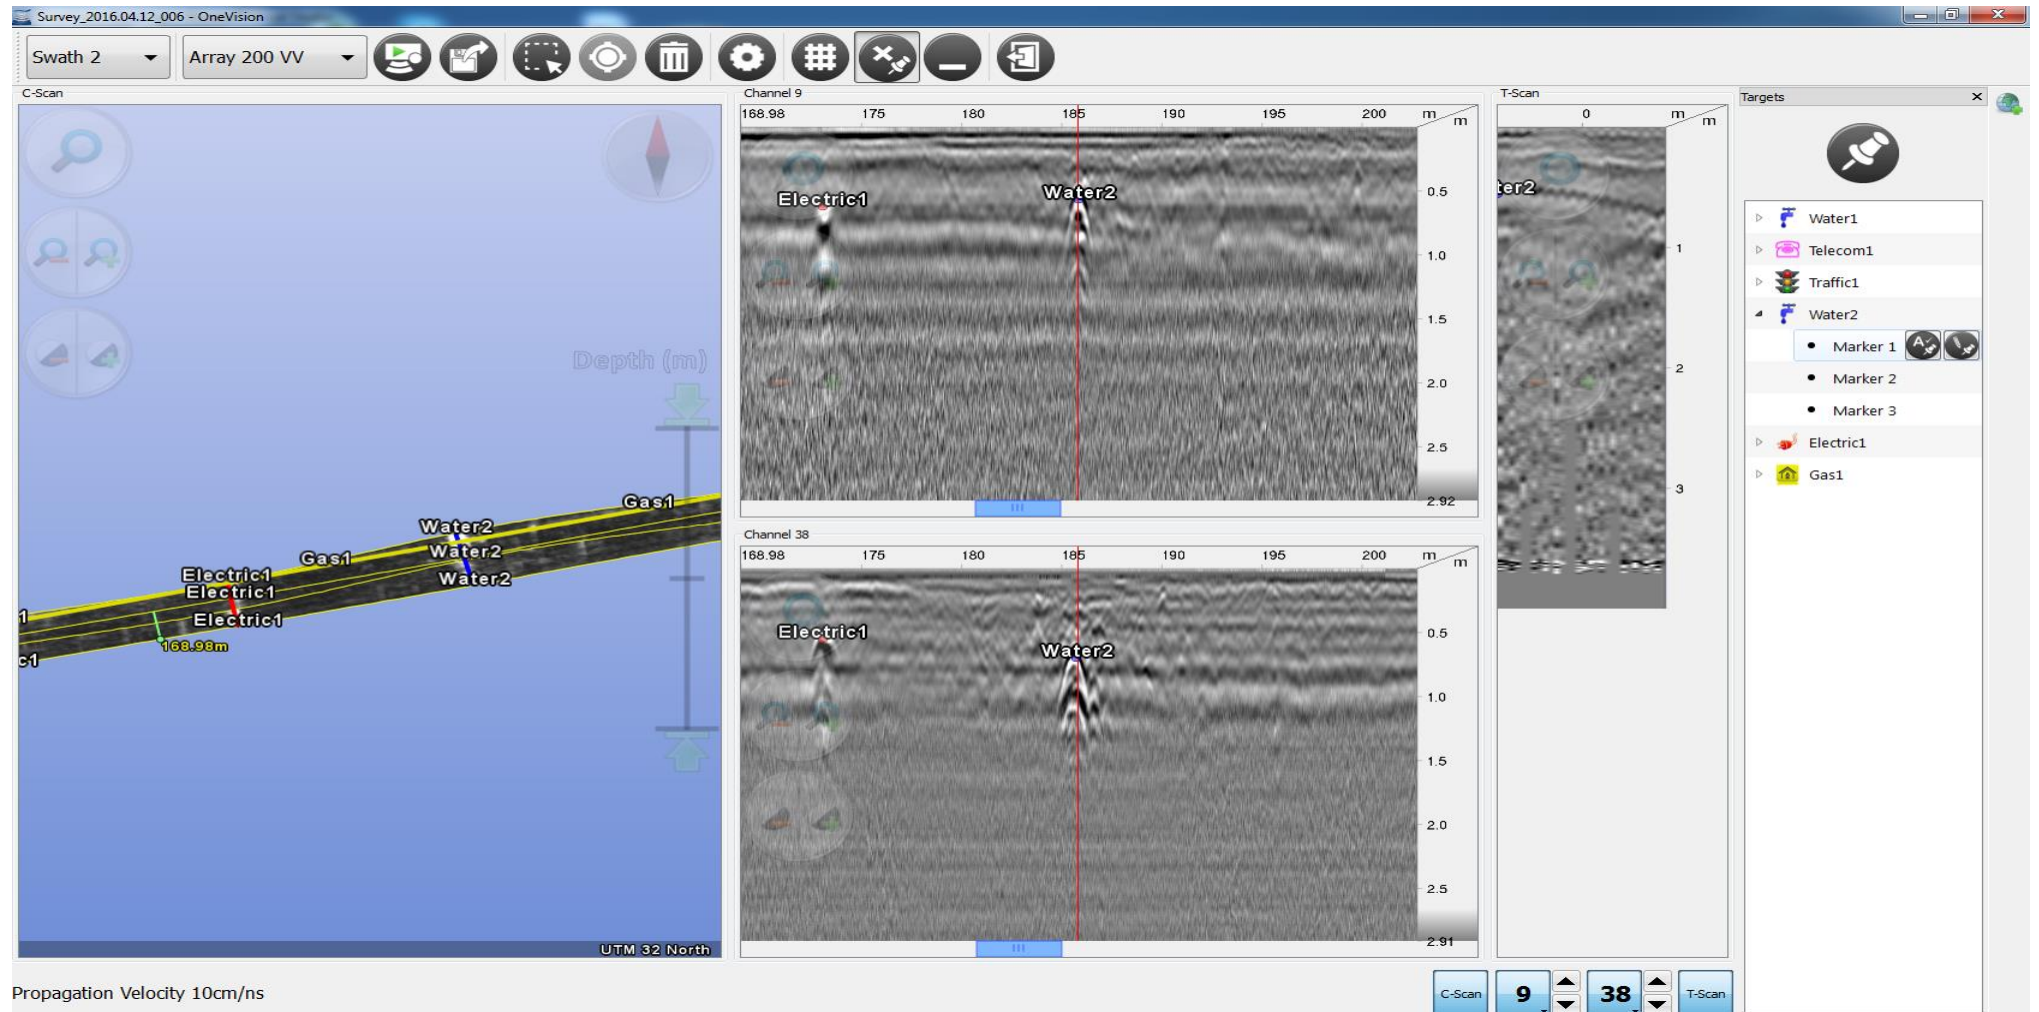 Survey_2016.04.12_006 - OneVision
Swath 2
Array 200 VV
C-Scan
Depth (m)
Gas1
Water2
Water2
Gas1
Water2
Electric1
Electric1
Electric1
1
168.98m
c1
UTM 32 North
Channel 9
168.98 175 180 185 190 195 200 m
m
Electric1
Water2
0.5
1.0
1.5
2.0
2.5
2.92
Channel 38
168.98 175 180 185 190 195 200 m
m
Electric1
Water2
0.5
1.0
1.5
2.0
2.5
2.91
T-Scan
0 m
m
ter2
1
2
3
Targets
Water1
Telecom1
Traffic1
Water2
Marker 1
Marker 2
Marker 3
Electric1
Gas1
Propagation Velocity 10cm/ns
C-Scan 9 38 T-Scan